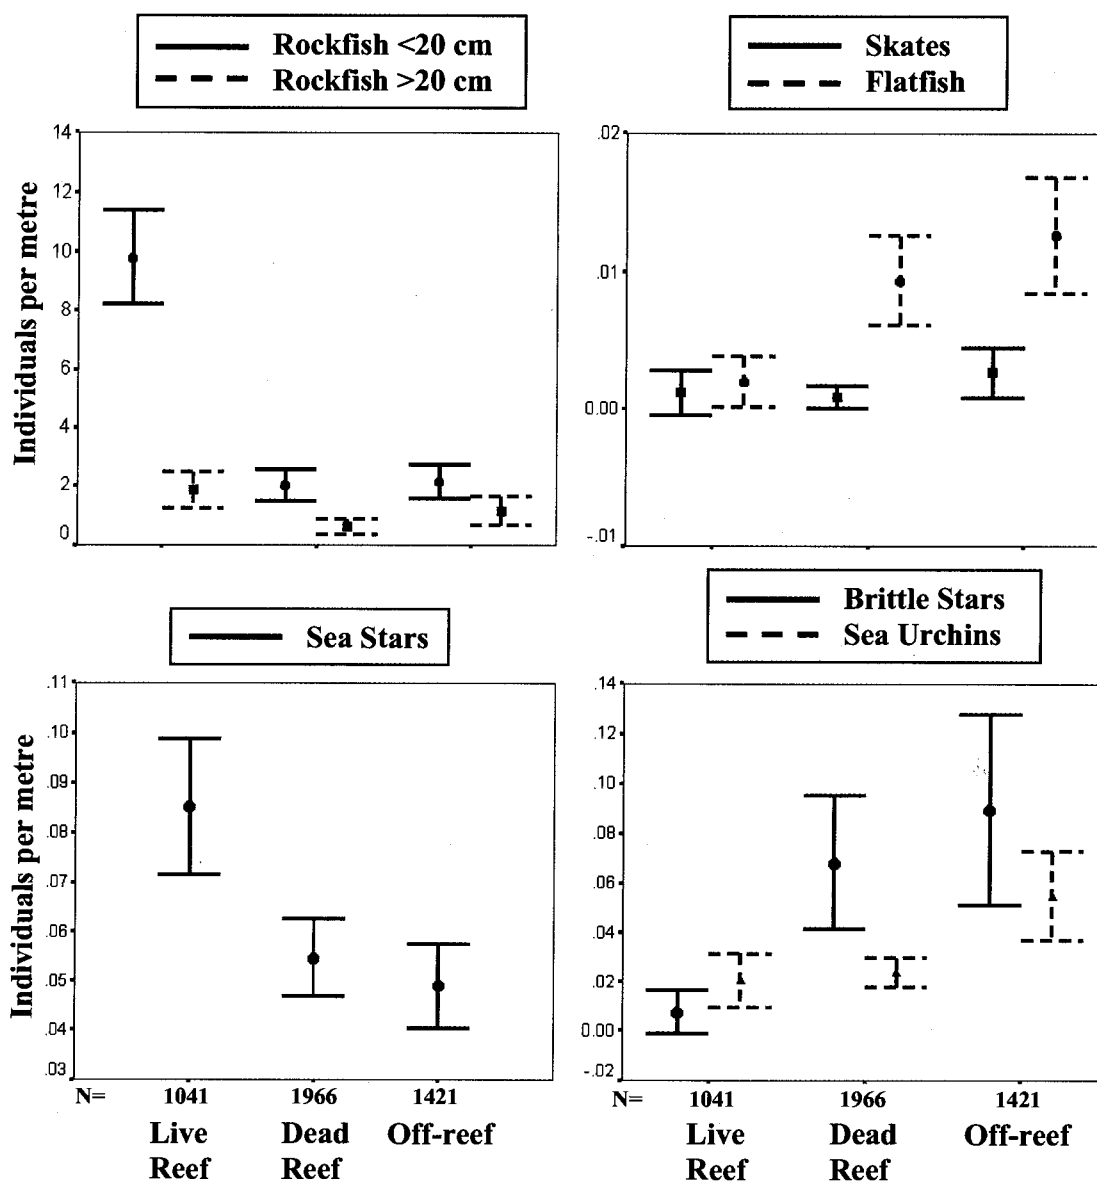 Rockfish <20 cm
Rockfish >20 cm
Skates
Flatfish
Individuals per metre
14
12
10
8
6
4
2
0
.02
.01
0.00
-.01
Sea Stars
Brittle Stars
Sea Urchins
Individuals per metre
.11
.10
.09
.08
.07
.06
.05
.04
.03
.14
.12
.10
.08
.06
.04
.02
0.00
-.02
N= 1041 1966 1421
Live Dead Off-reef
Reef Reef
N= 1041 1966 1421
Live Dead Off-reef
Reef Reef